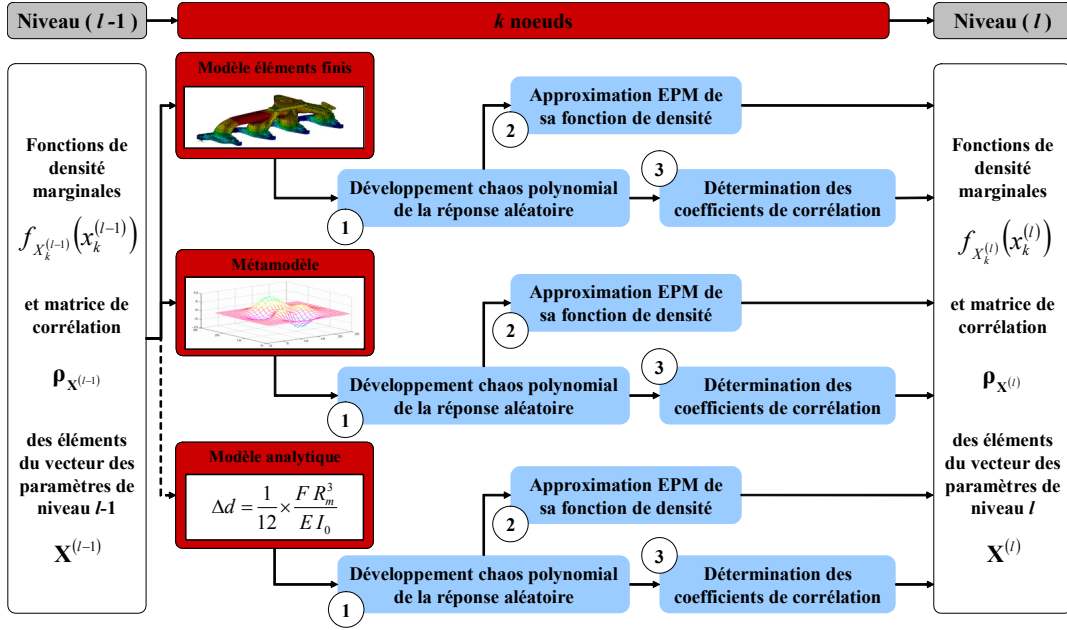 Niveau ( l -1)
k noeuds
Niveau ( l )
Fonctions de
densité
marginales
f_{X_k^{(l-1)}}(x_k^{(l-1)})
et matrice de
corrélation
ρ_{X^{(l-1)}}
des éléments
du vecteur des
paramètres de
niveau l-1
X^{(l-1)}
Modèle éléments finis
Approximation EPM de
sa fonction de densité
2
Développement chaos polynomial
de la réponse aléatoire
1
3
Détermination des
coefficients de corrélation
Métamodèle
Approximation EPM de
sa fonction de densité
2
Développement chaos polynomial
de la réponse aléatoire
1
3
Détermination des
coefficients de corrélation
Modèle analytique
Δd = 1/12 × F R_m^3 / E I_0
Approximation EPM de
sa fonction de densité
2
Développement chaos polynomial
de la réponse aléatoire
1
3
Détermination des
coefficients de corrélation
Fonctions de
densité
marginales
f_{X_k^{(l)}}(x_k^{(l)})
et matrice de
corrélation
ρ_{X^{(l)}}
des éléments
du vecteur des
paramètres de
niveau l
X^{(l)}